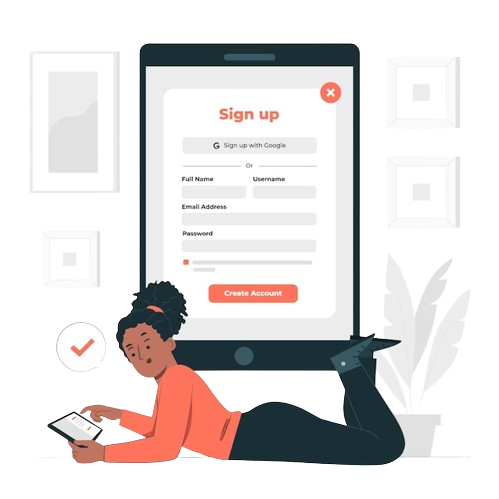 Sign up
G Sign up with Google
Or
Full Name Username
Email Address
Password
Create Account